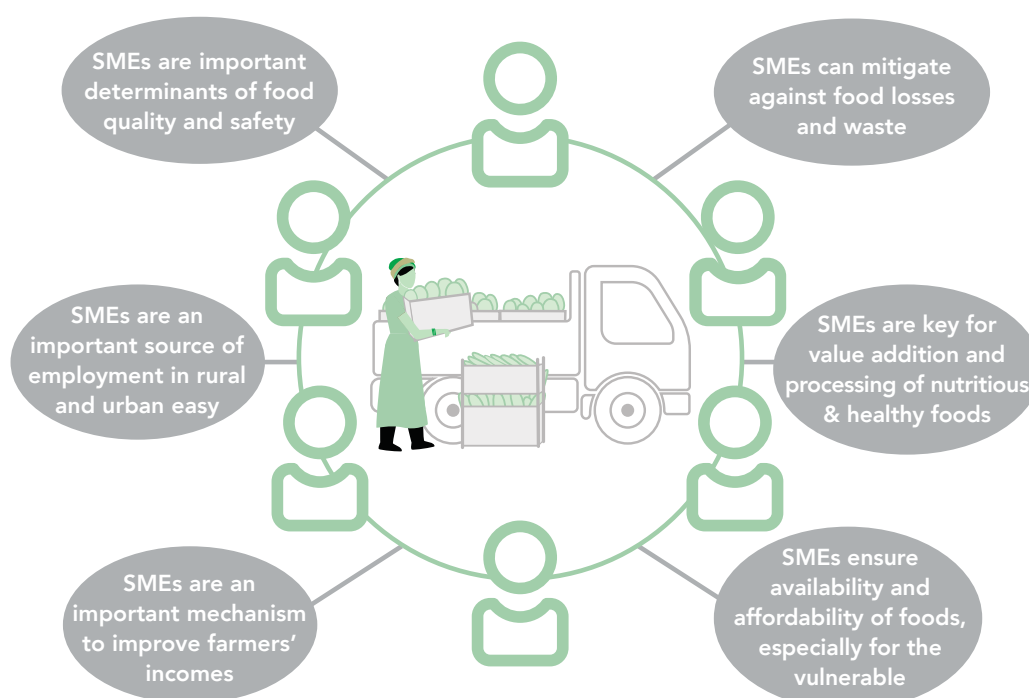 SMEs are important
determinants of food
quality and safety
SMEs can mitigate
against food losses
and waste
SMEs are an
important source of
employment in rural
and urban easy
SMEs are key for
value addition and
processing of nutritious
& healthy foods
SMEs are an
important mechanism
to improve farmers’
incomes
SMEs ensure
availability and
affordability of foods,
especially for the
vulnerable